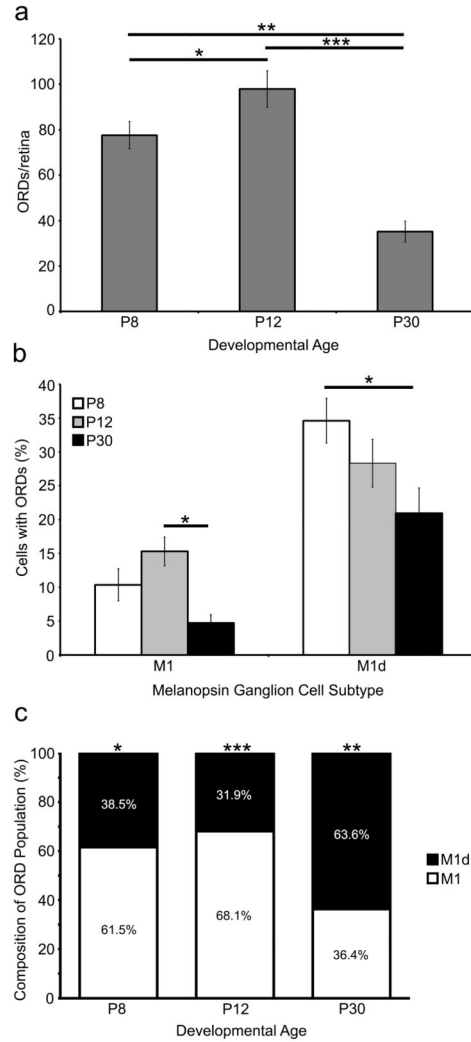 a
**
*
***
120
100
80
60
40
20
0
ORDs/retina
P8
P12
P30
Developmental Age
b
P8
P12
P30
*
*
40
35
30
25
20
15
10
5
0
Cells with ORDs (%)
M1
M1d
Melanopsin Ganglion Cell Subtype
c
*
***
**
100
80
60
40
20
0
Composition of ORD Population (%)
38.5%
31.9%
63.6%
61.5%
68.1%
36.4%
M1d
M1
P8
P12
P30
Developmental Age